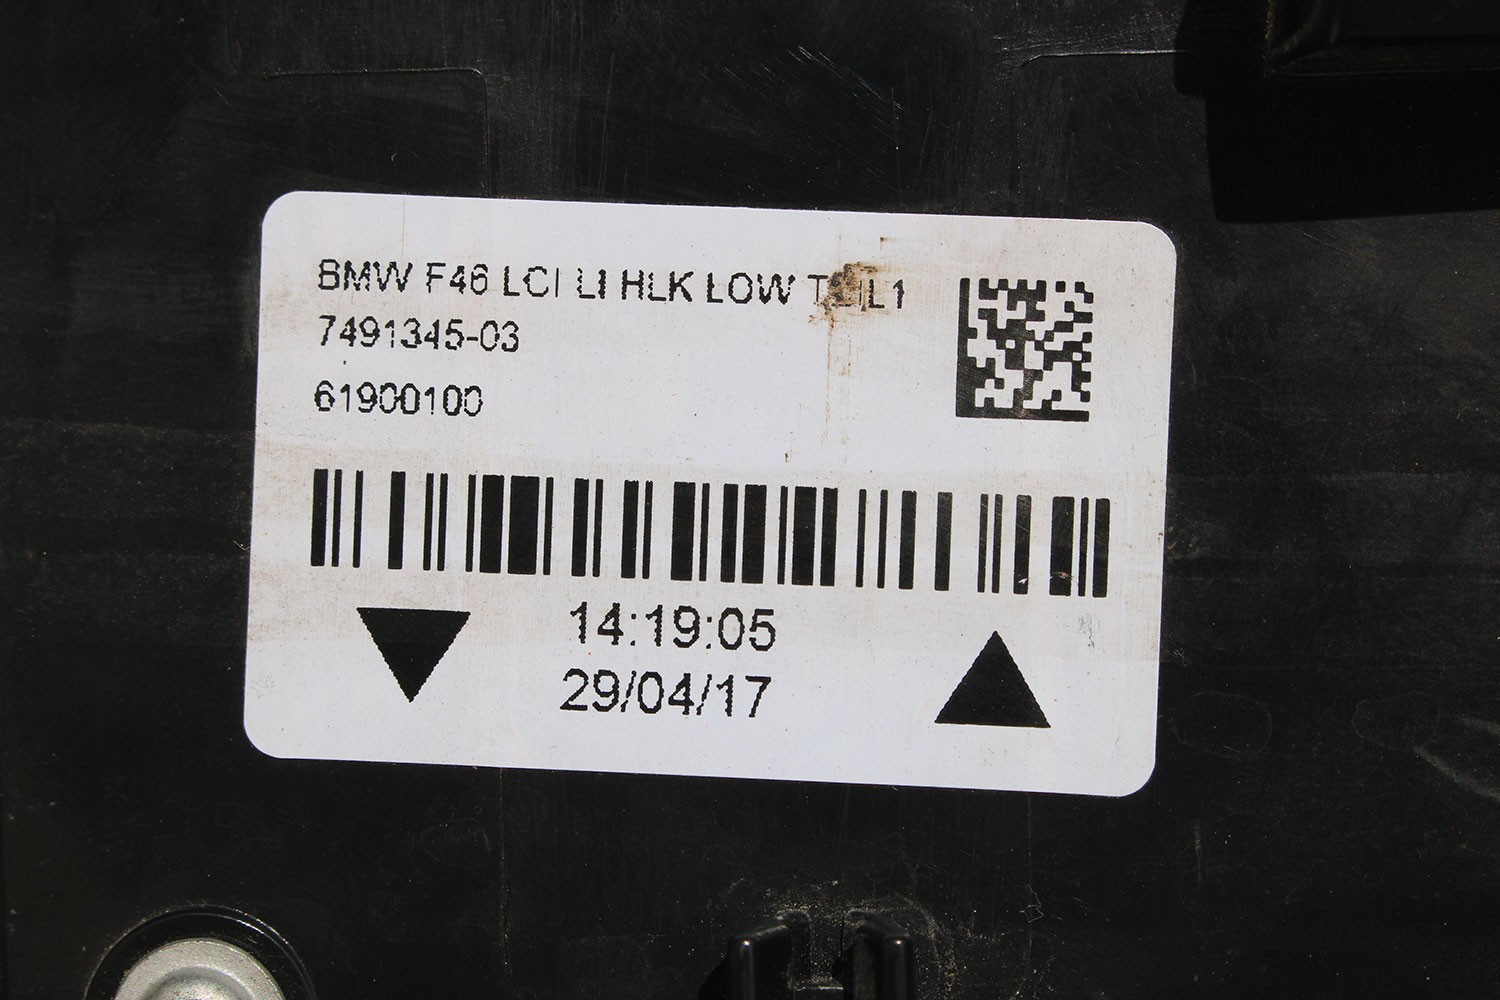 BMW F46 LCI LI HLK LOW
7491345-03
61900100
14:19:05
29/04/17